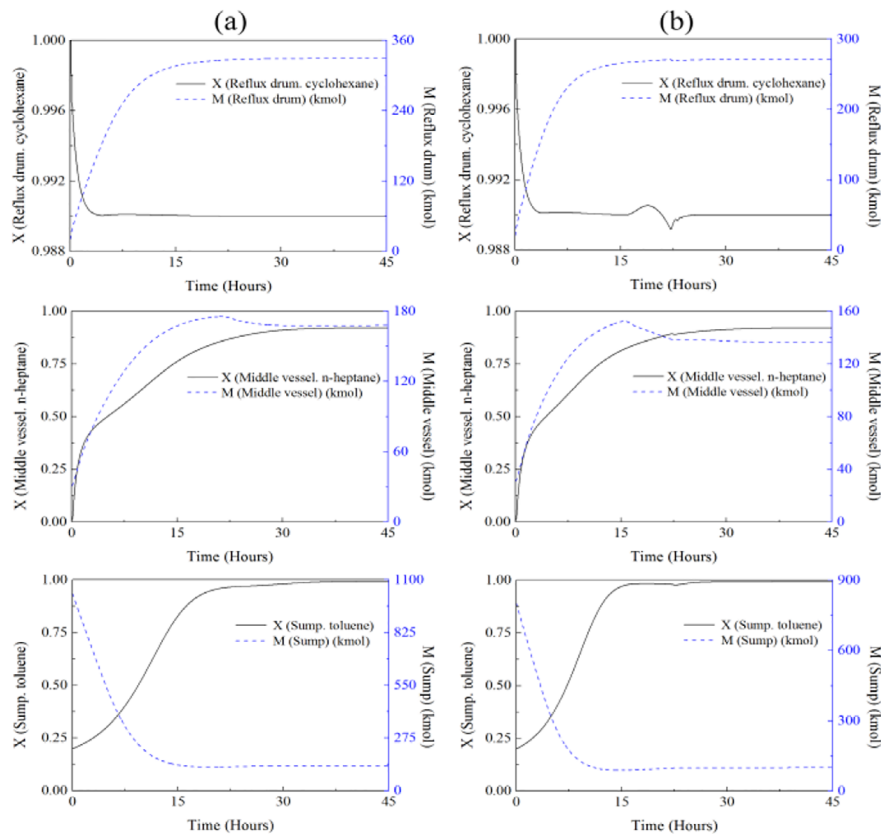 (a)
1.000
0.996
0.992
0.988
X (Reflux drum. cyclohexane)
X (Reflux drum. cyclohexane)
M (Reflux drum) (kmol)
360
270
180
90
0
M (Reflux drum) (kmol)
0
15
30
45
Time (Hours)
(b)
1.000
0.996
0.992
0.988
X (Reflux drum. cyclohexane)
X (Reflux drum. cyclohexane)
M (Reflux drum) (kmol)
300
200
100
0
M (Reflux drum) (kmol)
0
15
30
45
Time (Hours)
1.00
0.75
0.50
0.25
0.00
X (Middle vessel. n-heptane)
X (Middle vessel. n-heptane)
M (Middle vessel) (kmol)
180
120
60
0
M (Middle vessel) (kmol)
0
15
30
45
Time (Hours)
1.00
0.75
0.50
0.25
0.00
X (Middle vessel. n-heptane)
X (Middle vessel. n-heptane)
M (Middle vessel) (kmol)
160
120
80
40
0
M (Middle vessel) (kmol)
0
15
30
45
Time (Hours)
1.00
0.75
0.50
0.25
0.00
X (Sump. toluene)
X (Sump. toluene)
M (Sump) (kmol)
1100
825
550
275
0
M (Sump) (kmol)
0
15
30
45
Time (Hours)
1.00
0.75
0.50
0.25
0.00
X (Sump. toluene)
X (Sump. toluene)
M (Sump) (kmol)
900
600
300
0
M (Sump) (kmol)
0
15
30
45
Time (Hours)